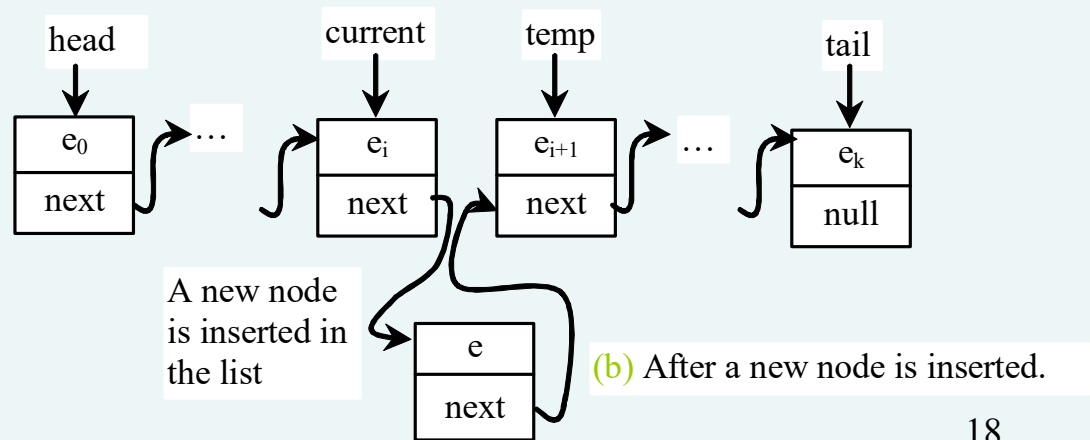 head
current
temp
tail
e₀
next
…
eᵢ
next
eᵢ₊₁
next
…
eₖ
null
A new node
is inserted in
the list
e
next
(b) After a new node is inserted.
18